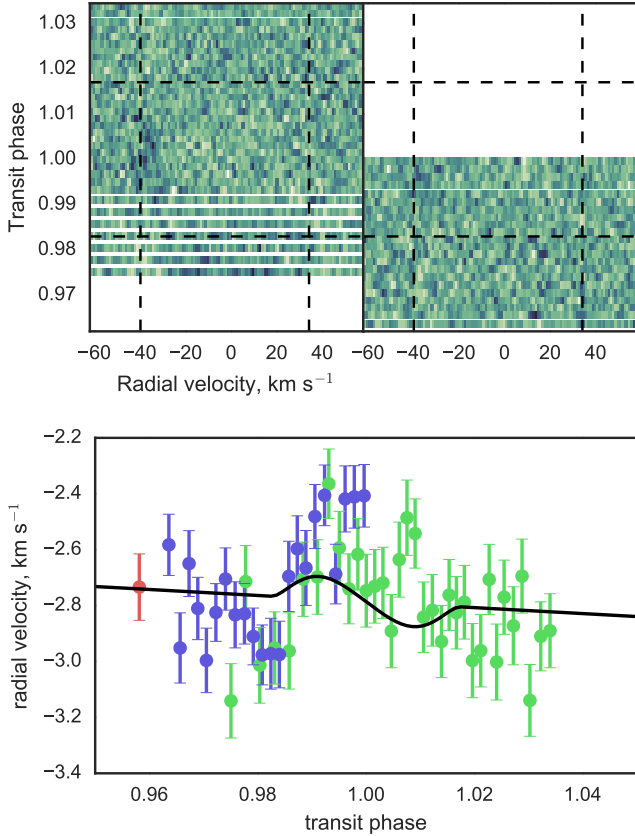 1.03
1.02
1.01
1.00
0.99
0.98
0.97
Transit phase
−60 −40 −20 0 20 40 −60 −40 −20 0 20 40
Radial velocity, km s⁻¹
−2.2
−2.4
−2.6
−2.8
−3.0
−3.2
−3.4
radial velocity, km s⁻¹
0.96 0.98 1.00 1.02 1.04
transit phase